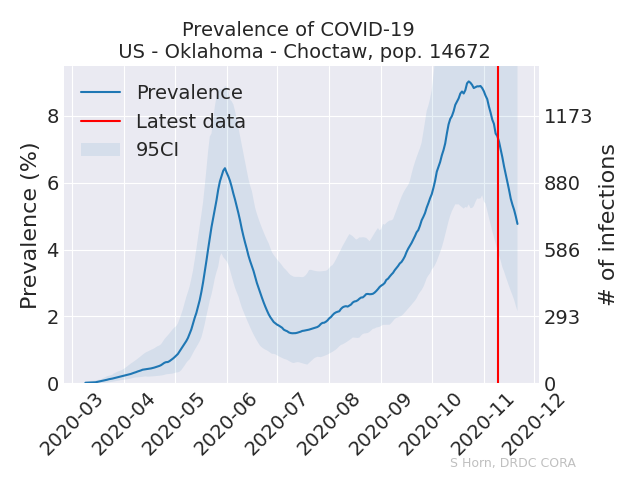 Prevalence of COVID-19
US - Oklahoma - Choctaw, pop. 14672
Prevalence
Latest data
95CI
Prevalence (%)
8
6
4
2
0
1173
880
586
293
0
# of infections
2020-03
2020-04
2020-05
2020-06
2020-07
2020-08
2020-09
2020-10
2020-11
2020-12
S Horn, DRDC CORA